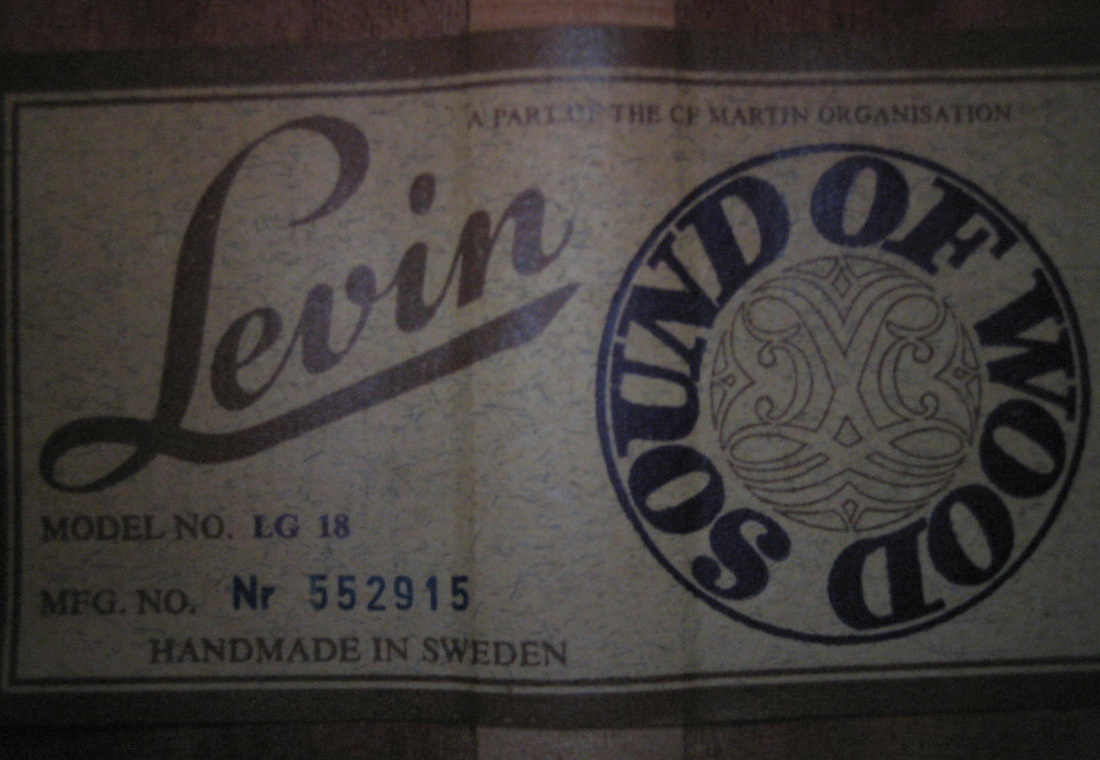 A PART OF THE CF MARTIN ORGANISATION
Levin
SOUND OF WOOD
MODEL NO. LG 18
MFG. NO. Nr 552915
HANDMADE IN SWEDEN